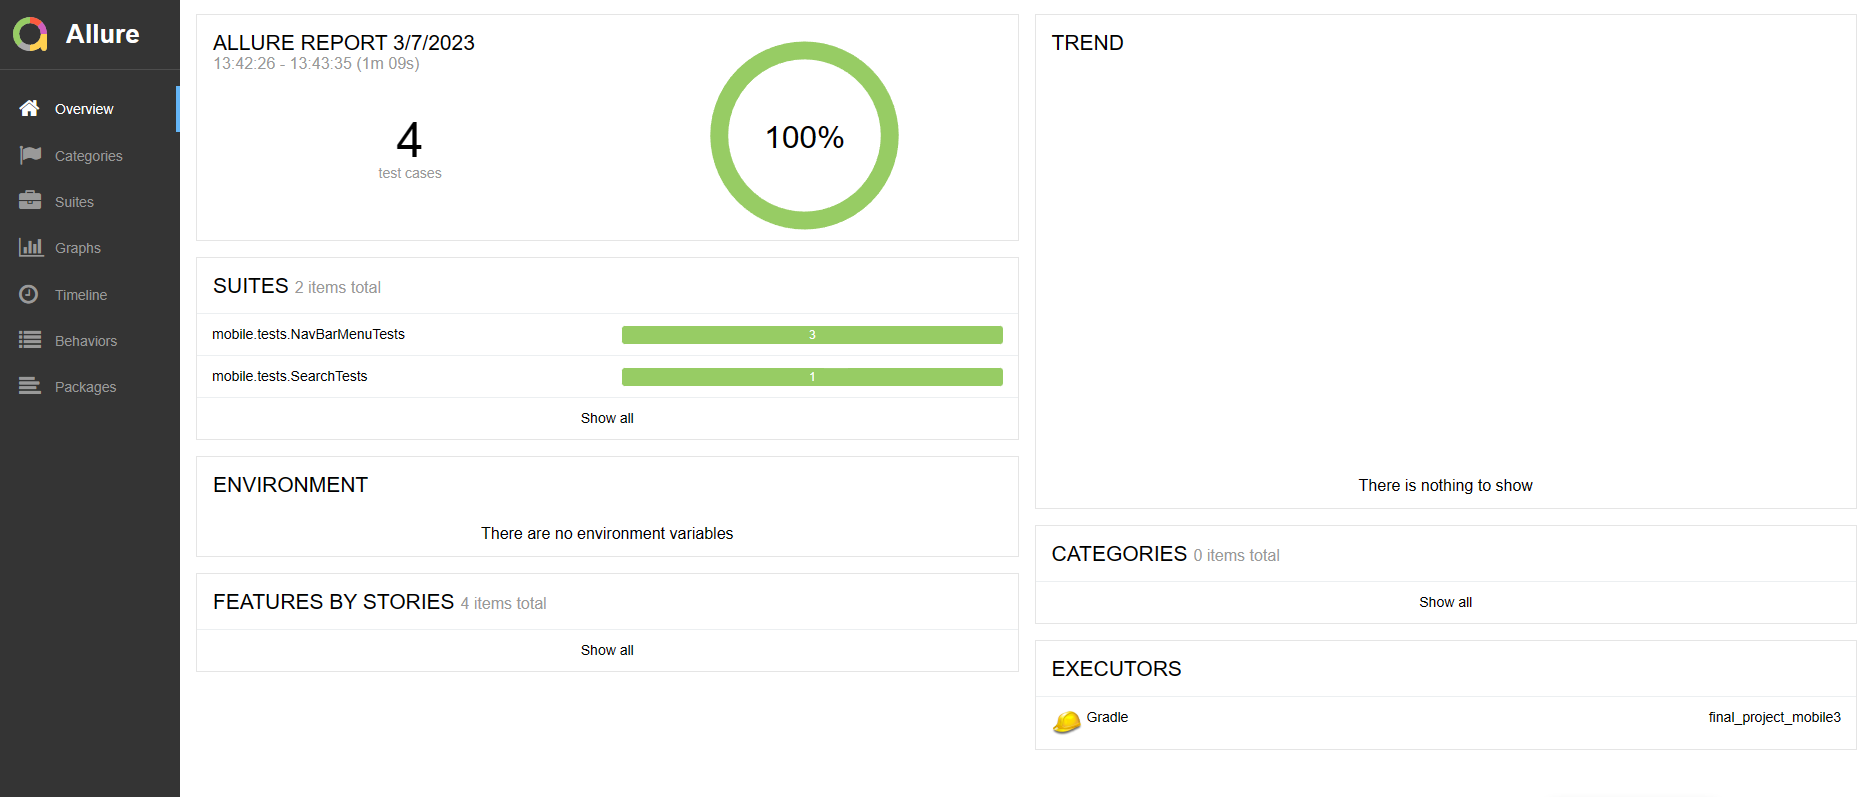 Allure
Overview
Categories
Suites
Graphs
Timeline
Behaviors
Packages
ALLURE REPORT 3/7/2023
13:42:26 - 13:43:35 (1m 09s)
4
test cases
100%
SUITES 2 items total
mobile.tests.NavBarMenuTests 3
mobile.tests.SearchTests 1
Show all
ENVIRONMENT
There are no environment variables
FEATURES BY STORIES 4 items total
Show all
TREND
There is nothing to show
CATEGORIES 0 items total
Show all
EXECUTORS
Gradle final_project_mobile3